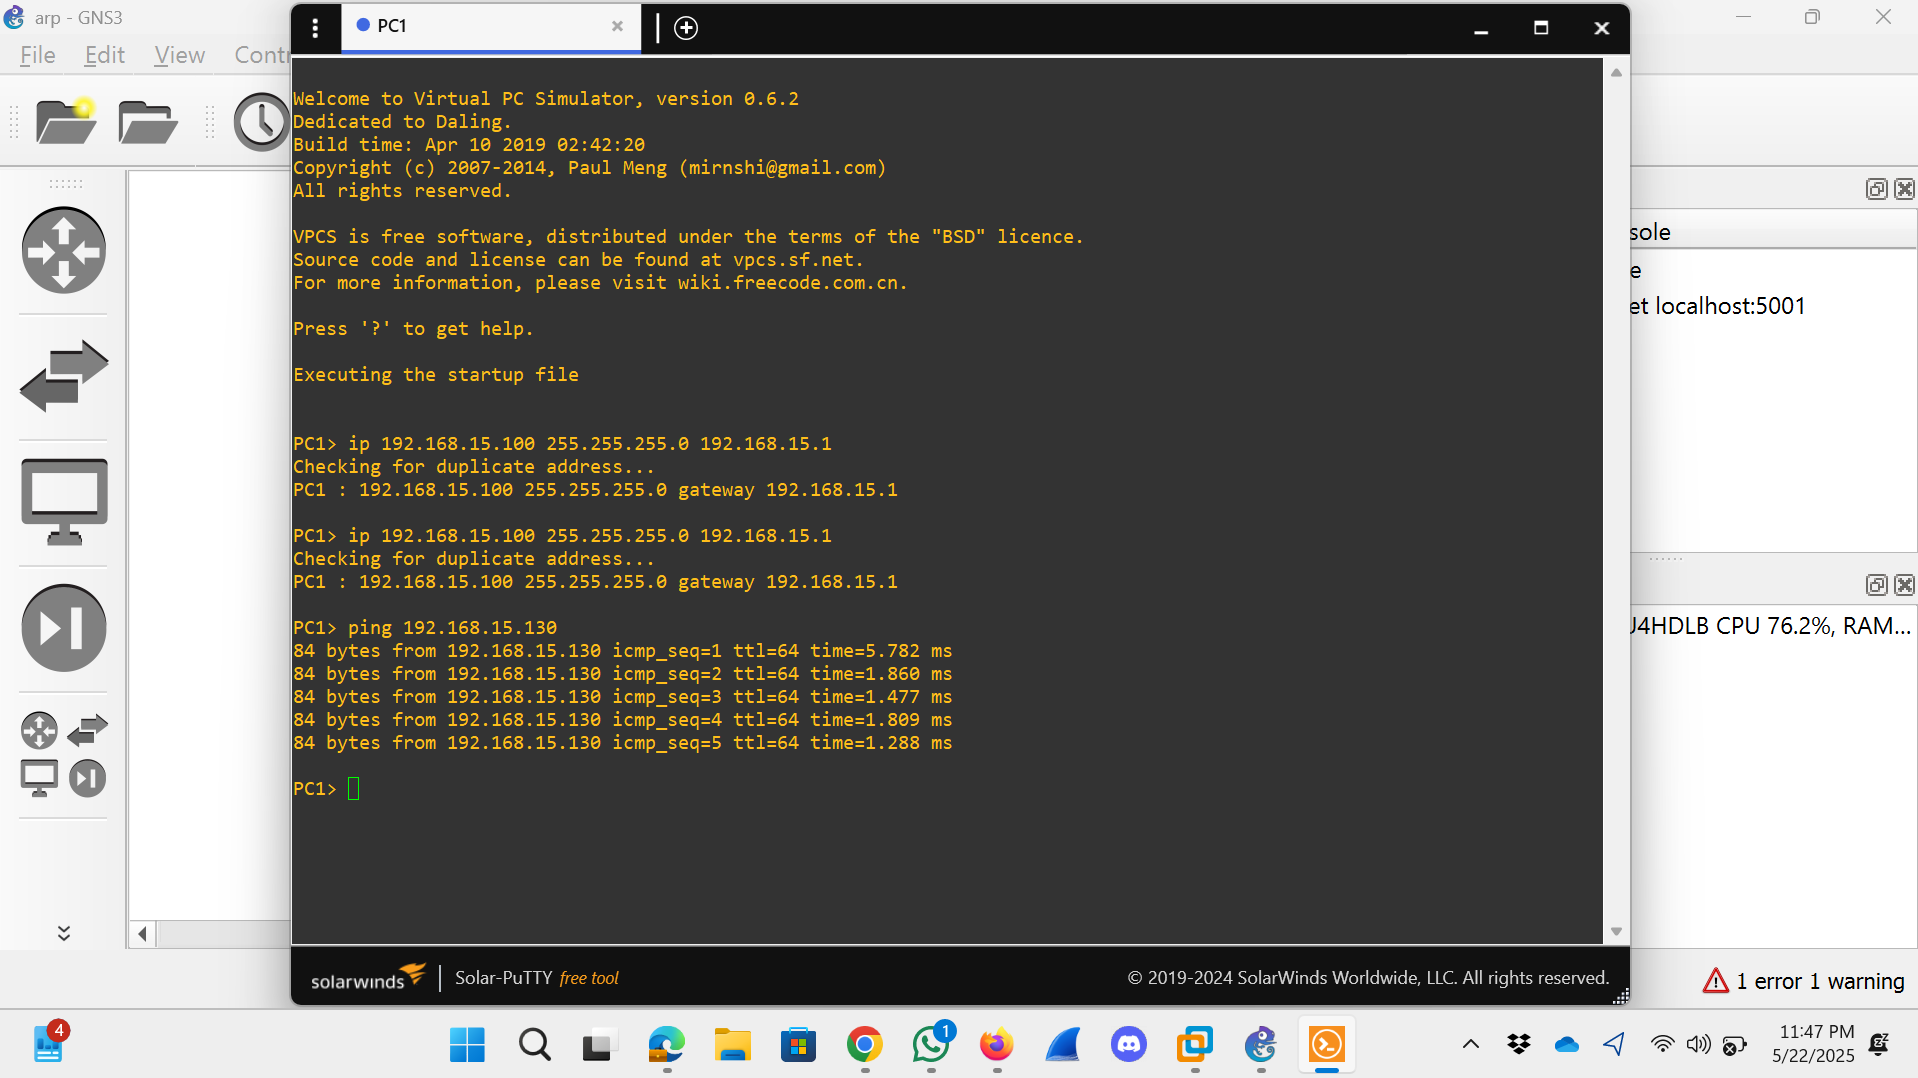 arp - GNS3
File Edit View Contr
PC1
Welcome to Virtual PC Simulator, version 0.6.2
Dedicated to Daling.
Build time: Apr 10 2019 02:42:20
Copyright (c) 2007-2014, Paul Meng (mirnshi@gmail.com)
All rights reserved.
VPCS is free software, distributed under the terms of the "BSD" licence.
Source code and license can be found at vpcs.sf.net.
For more information, please visit wiki.freecode.com.cn.
Press '?' to get help.
Executing the startup file
PC1> ip 192.168.15.100 255.255.255.0 192.168.15.1
Checking for duplicate address...
PC1 : 192.168.15.100 255.255.255.0 gateway 192.168.15.1
PC1> ip 192.168.15.100 255.255.255.0 192.168.15.1
Checking for duplicate address...
PC1 : 192.168.15.100 255.255.255.0 gateway 192.168.15.1
PC1> ping 192.168.15.130
84 bytes from 192.168.15.130 icmp_seq=1 ttl=64 time=5.782 ms
84 bytes from 192.168.15.130 icmp_seq=2 ttl=64 time=1.860 ms
84 bytes from 192.168.15.130 icmp_seq=3 ttl=64 time=1.477 ms
84 bytes from 192.168.15.130 icmp_seq=4 ttl=64 time=1.809 ms
84 bytes from 192.168.15.130 icmp_seq=5 ttl=64 time=1.288 ms
PC1>
sole
e
et localhost:5001
J4HDLB CPU 76.2%, RAM...
solarwinds
Solar-PuTTY free tool
© 2019-2024 SolarWinds Worldwide, LLC. All rights reserved.
1 error 1 warning
4
1
11:47 PM
5/22/2025